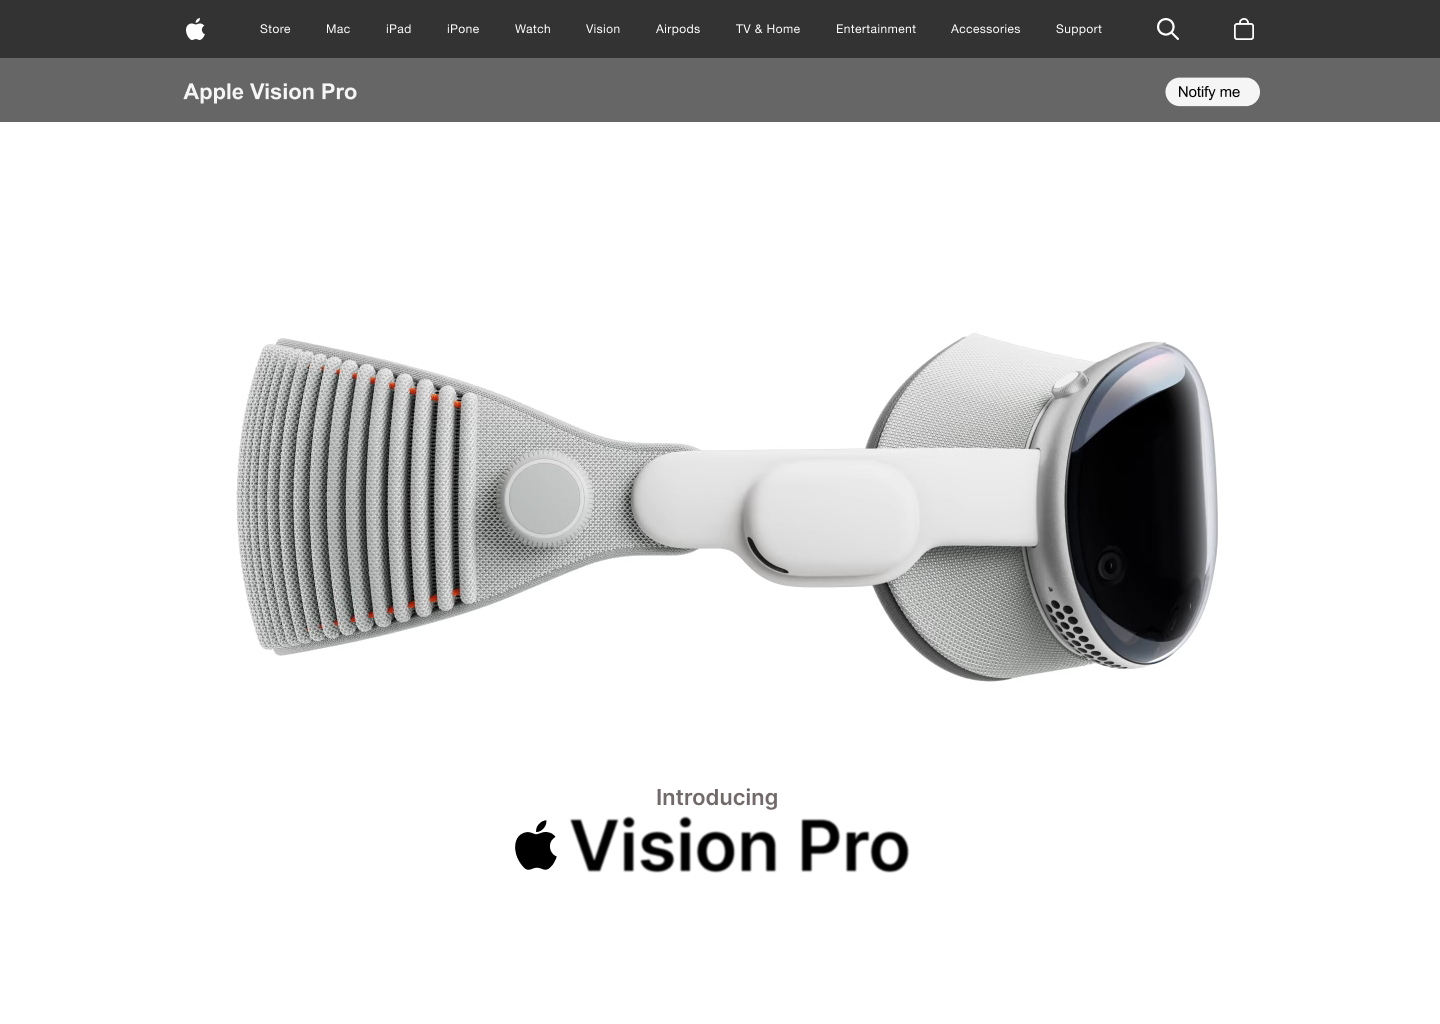 Store Mac iPad iPone Watch Vision Airpods TV & Home Entertainment Accessories Support
Apple Vision Pro Notify me
Introducing
Vision Pro